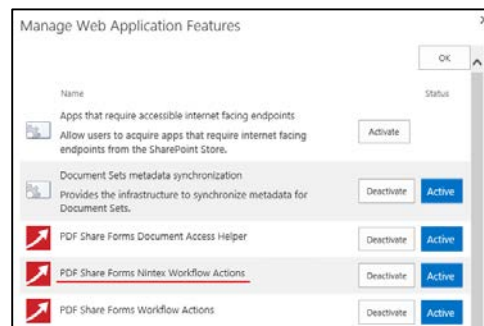 Manage Web Application Features
OK
Name
Status
Apps that require accessible internet facing endpoints
Allow users to acquire apps that require internet facing
endpoints from the SharePoint Store.
Activate
Document Sets metadata synchronization
Provides the infrastructure to synchronize metadata for
Document Sets.
Deactivate
Active
PDF Share Forms Document Access Helper
Deactivate
Active
PDF Share Forms Nintex Workflow Actions
Deactivate
Active
PDF Share Forms Workflow Actions
Deactivate
Active